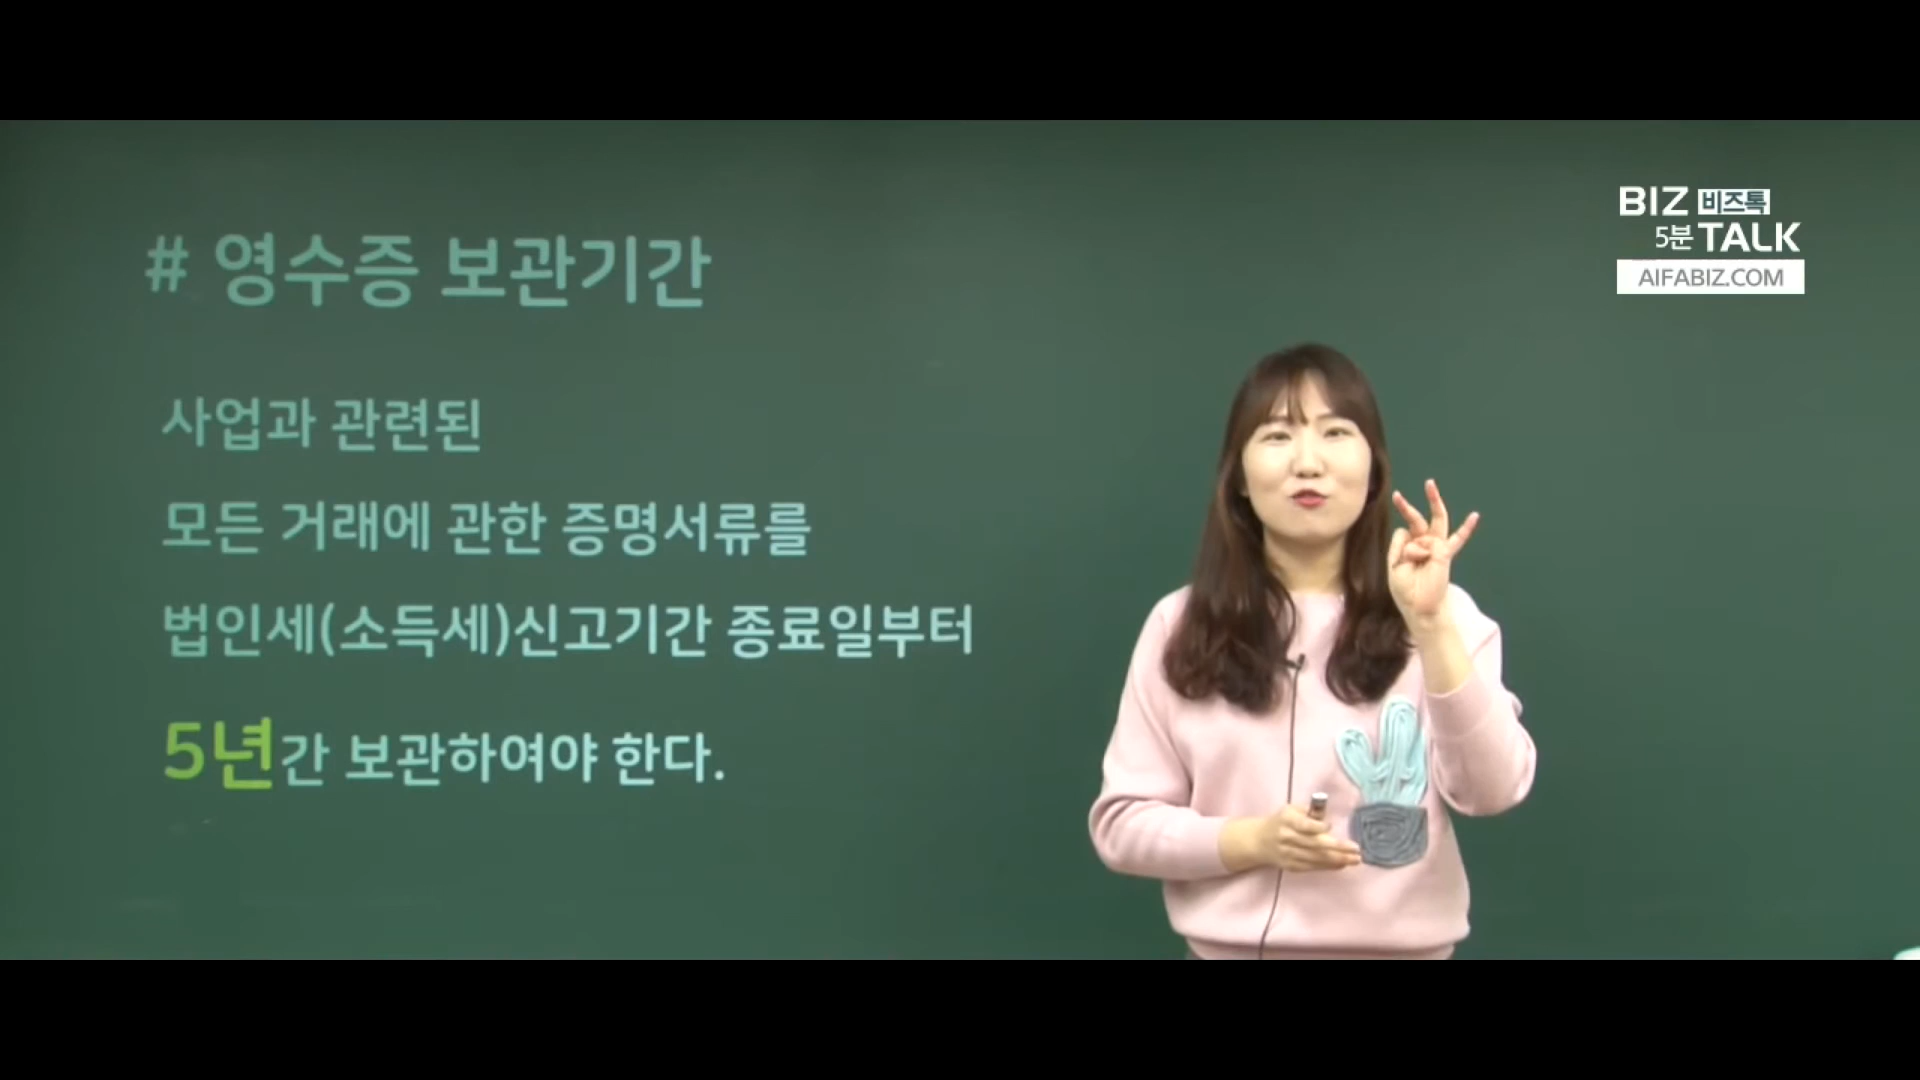 # 영수증 보관기간
사업과 관련된
모든 거래에 관한 증명서류를
법인세(소득세)신고기간 종료일부터
5년간 보관하여야 한다.
BIZ 비즈톡
5분 TALK
AIFABIZ.COM